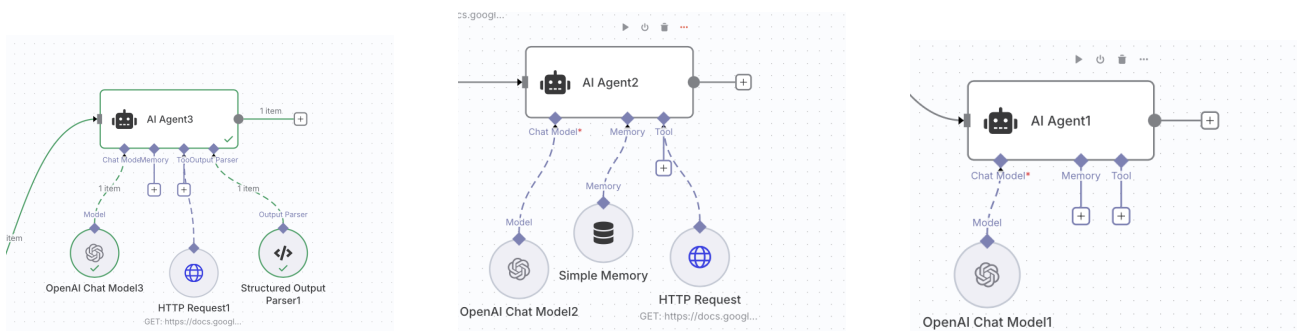 AI Agent3
1 item
Chat Model
Memory
Tool
Output Parser
1 item
1 item
Model
Output Parser
item
OpenAI Chat Model3
HTTP Request1
GET: https://docs.googl...
Structured Output
Parser1
cs.googl...
AI Agent2
Chat Model*
Memory
Tool
Memory
Model
Simple Memory
OpenAI Chat Model2
HTTP Request
GET: https://docs.googl...
AI Agent1
Chat Model*
Memory
Tool
Model
OpenAI Chat Model1